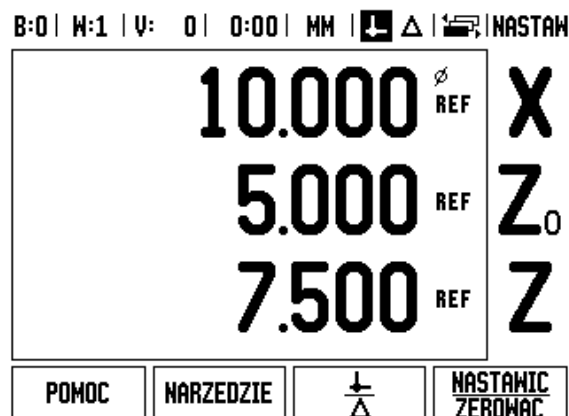 B:0 | W:1 | V: 0 | 0:00 | MM | Δ | NASTAW
10.000 Ø REF X
5.000 REF Z0
7.500 REF Z
POMOC NARZEDZIE Δ NASTAWIC
ZEROWAC